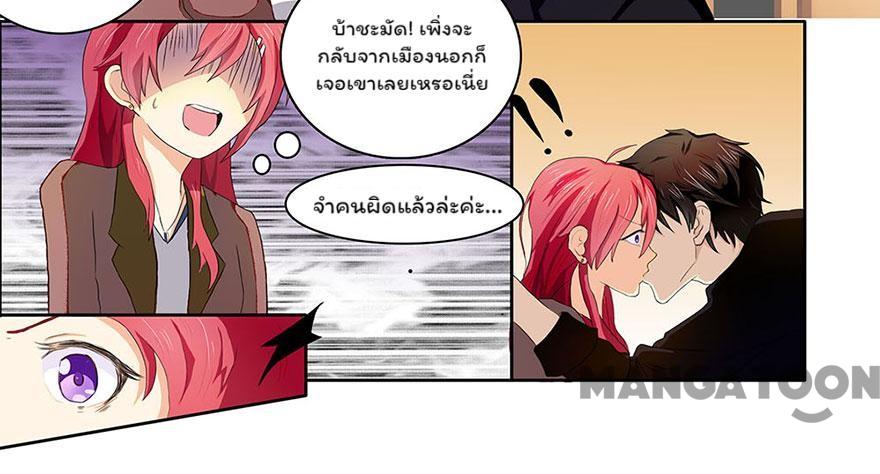 บ้าชะมัด! เพิ่งจะ
กลับจากเมืองนอกก็
เจอเขาเลยเหรอเนี่ย
จำคนผิดแล้วล่ะค่ะ...
!!
MANGATOON